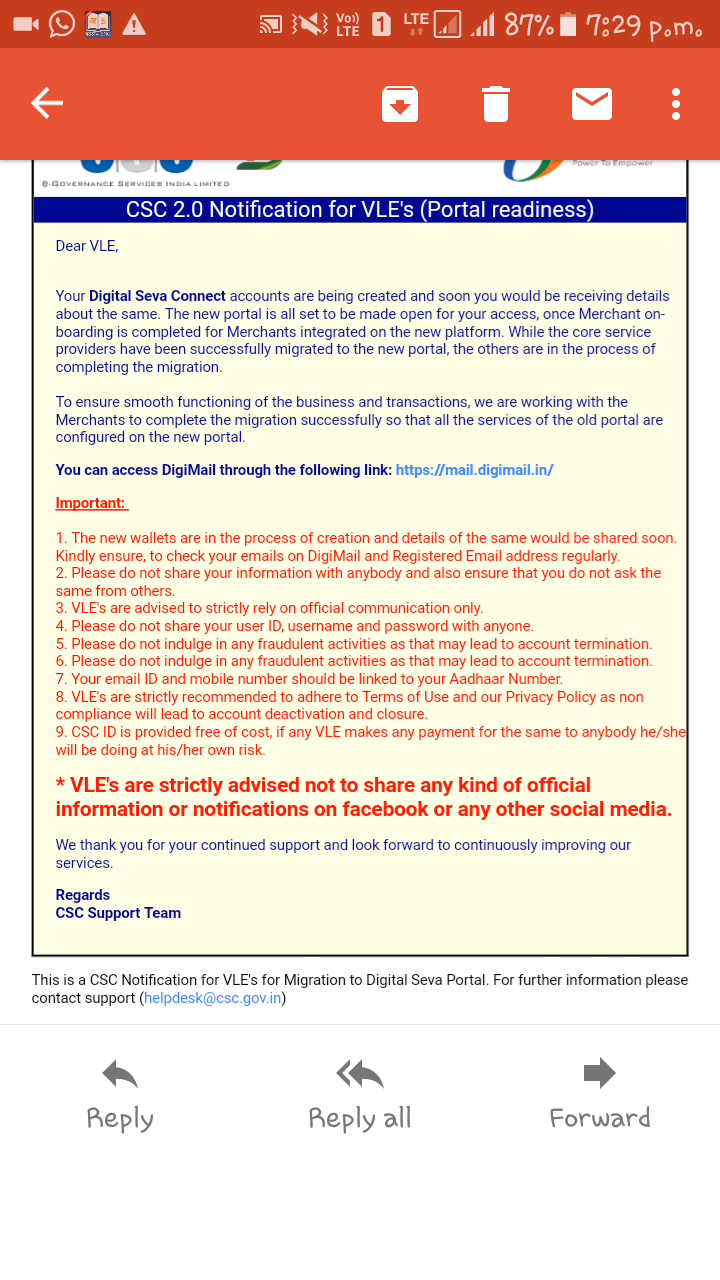 Vo))
LTE
1
LTE
87%
7:29 p.m.
e-Governance Services India Limited
Power To Empower
CSC 2.0 Notification for VLE's (Portal readiness)
Dear VLE,
Your Digital Seva Connect accounts are being created and soon you would be receiving details
about the same. The new portal is all set to be made open for your access, once Merchant on-
boarding is completed for Merchants integrated on the new platform. While the core service
providers have been successfully migrated to the new portal, the others are in the process of
completing the migration.
To ensure smooth functioning of the business and transactions, we are working with the
Merchants to complete the migration successfully so that all the services of the old portal are
configured on the new portal.
You can access DigiMail through the following link: https://mail.digimail.in/
Important:
1. The new wallets are in the process of creation and details of the same would be shared soon.
Kindly ensure, to check your emails on DigiMail and Registered Email address regularly.
2. Please do not share your information with anybody and also ensure that you do not ask the
same from others.
3. VLE's are advised to strictly rely on official communication only.
4. Please do not share your user ID, username and password with anyone.
5. Please do not indulge in any fraudulent activities as that may lead to account termination.
6. Please do not indulge in any fraudulent activities as that may lead to account termination.
7. Your email ID and mobile number should be linked to your Aadhaar Number.
8. VLE's are strictly recommended to adhere to Terms of Use and our Privacy Policy as non
compliance will lead to account deactivation and closure.
9. CSC ID is provided free of cost, if any VLE makes any payment for the same to anybody he/she
will be doing at his/her own risk.
* VLE's are strictly advised not to share any kind of official
information or notifications on facebook or any other social media.
We thank you for your continued support and look forward to continuously improving our
services.
Regards
CSC Support Team
This is a CSC Notification for VLE's for Migration to Digital Seva Portal. For further information please
contact support (helpdesk@csc.gov.in)
Reply
Reply all
Forward